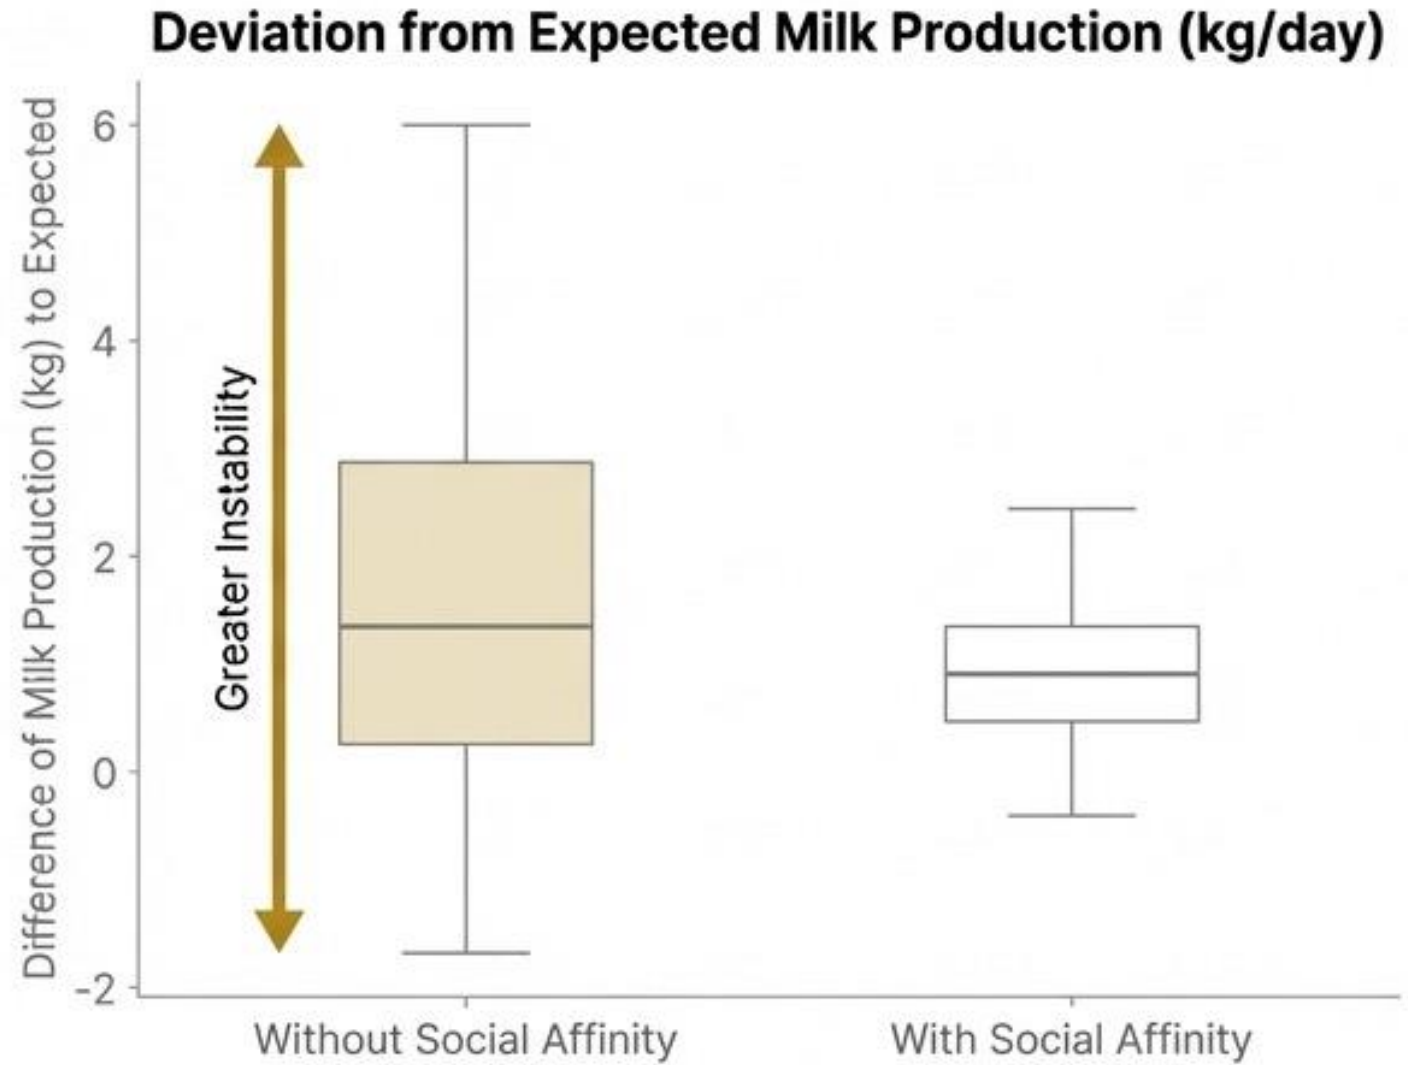 Deviation from Expected Milk Production (kg/day)
Difference of Milk Production (kg) to Expected
6
4
2
0
-2
Greater Instability
Without Social Affinity
With Social Affinity